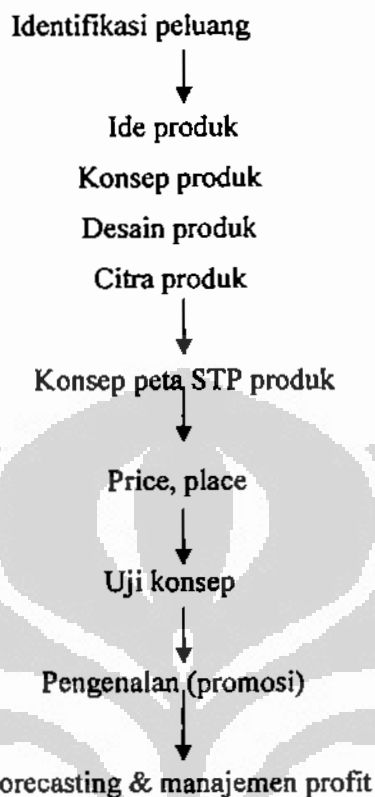 Identifikasi peluang
Ide produk
Konsep produk
Desain produk
Citra produk
Konsep peta STP produk
Price, place
Uji konsep
Pengenalan (promosi)
orecasting & manajemen profit